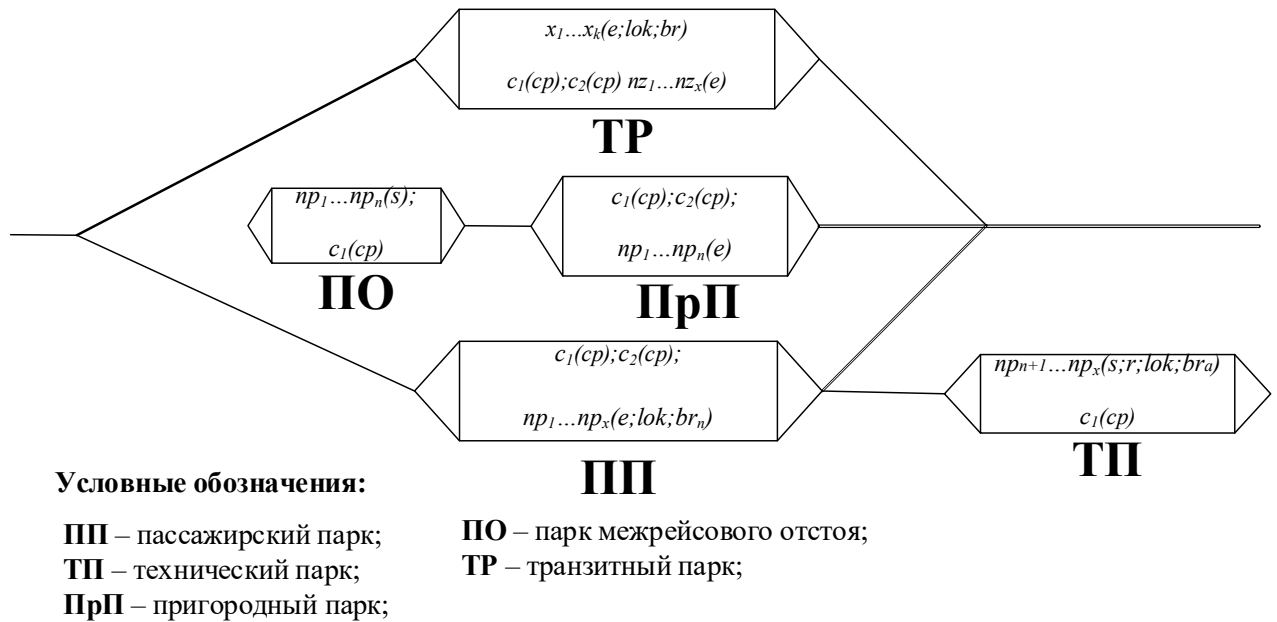 x1...xk(e;lok;br)
c1(cp);c2(cp) nz1...nzx(e)
ТР
np1...npn(s);
c1(cp)
ПО
c1(cp);c2(cp);
np1...npn(e)
ПрП
c1(cp);c2(cp);
np1...npx(e;lok;brn)
ПП
npn+1...npx(s;r;lok;bra)
c1(cp)
ТП
Условные обозначения:
ПП – пассажирский парк;
ТП – технический парк;
ПрП – пригородный парк;
ПО – парк межрейсового отстоя;
ТР – транзитный парк;